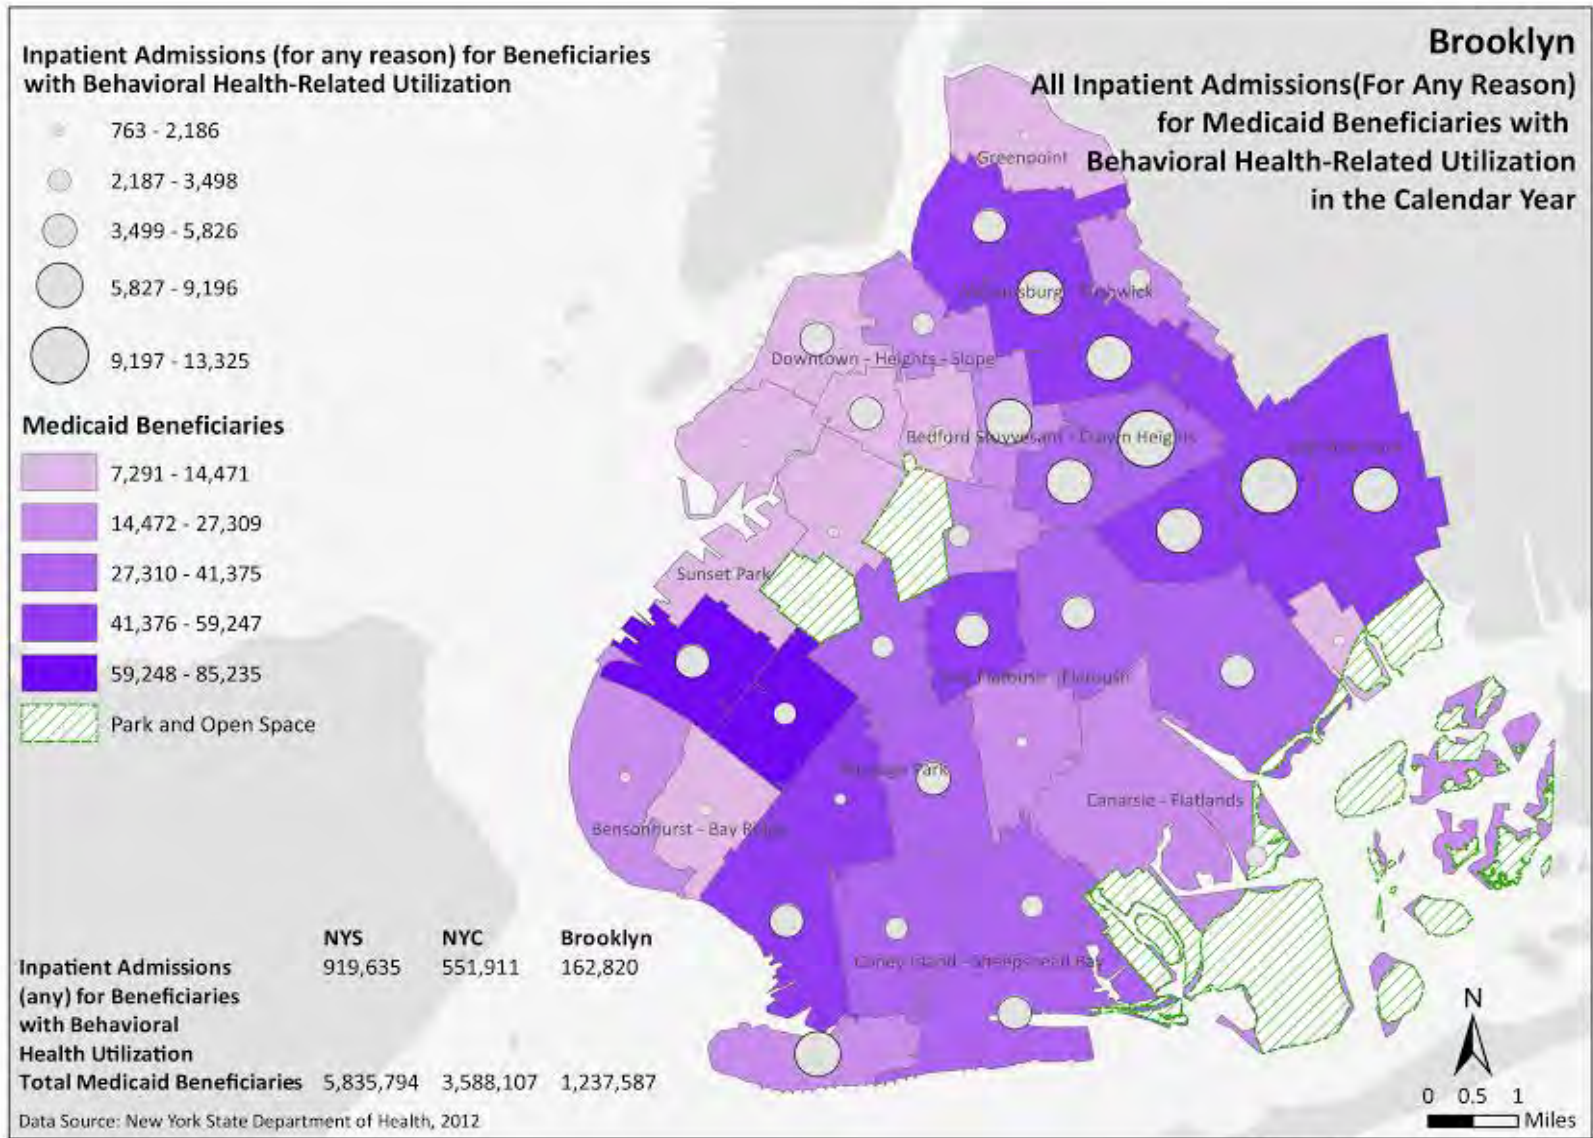 Brooklyn
All Inpatient Admissions(For Any Reason)
for Medicaid Beneficiaries with
Behavioral Health-Related Utilization
in the Calendar Year
Inpatient Admissions (for any reason) for Beneficiaries
with Behavioral Health-Related Utilization
763 - 2,186
2,187 - 3,498
3,499 - 5,826
5,827 - 9,196
9,197 - 13,325
Medicaid Beneficiaries
7,291 - 14,471
14,472 - 27,309
27,310 - 41,375
41,376 - 59,247
59,248 - 85,235
Park and Open Space
Greenpoint
Downtown - Heights - Slope
Bedford Stuyvesant - Heights
Sunset Park
Flatbush
Park
Canarsie - Flatlands
Bensonhurst - Bay
Coney Island - Sheepshead Bay
NYS NYC Brooklyn
Inpatient Admissions 919,635 551,911 162,820
(any) for Beneficiaries
with Behavioral
Health Utilization
Total Medicaid Beneficiaries 5,835,794 3,588,107 1,237,587
Data Source: New York State Department of Health, 2012
N
0 0.5 1
Miles